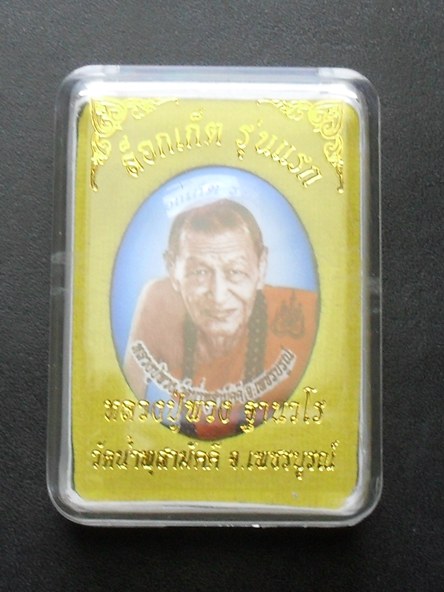 ล็อกเก็ต รุ่นแรก
หลวงปู่พวง ฐานวโร
วัดน้ำพุสามัคคี จ.เพชรบูรณ์